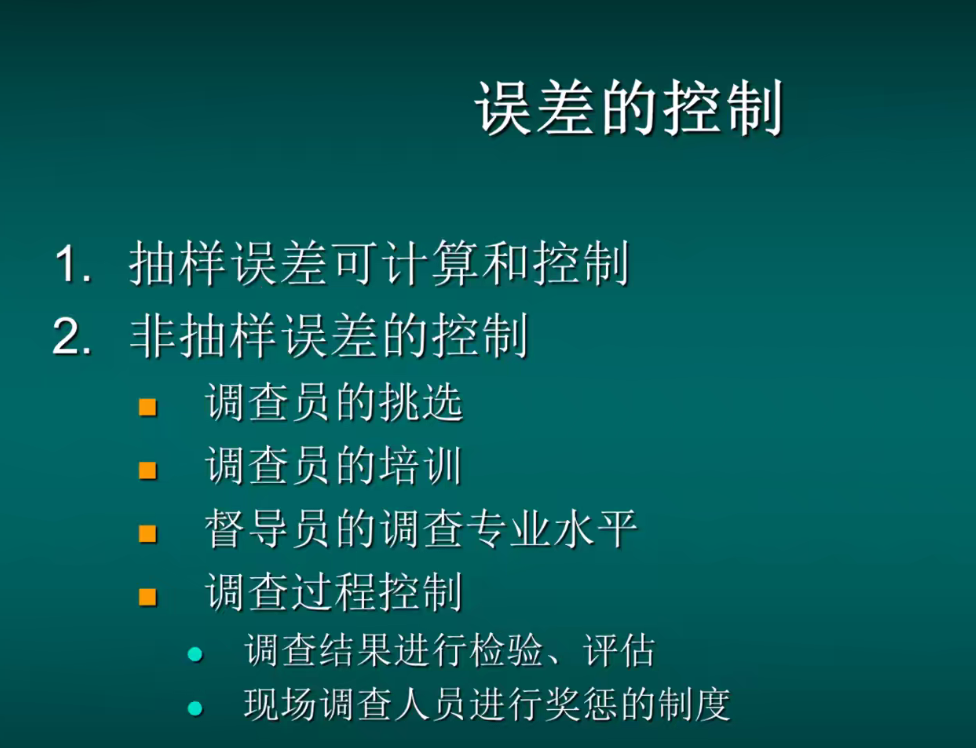 误差的控制
1. 抽样误差可计算和控制
2. 非抽样误差的控制
调查员的挑选
调查员的培训
督导员的调查专业水平
调查过程控制
调查结果进行检验、评估
现场调查人员进行奖惩的制度